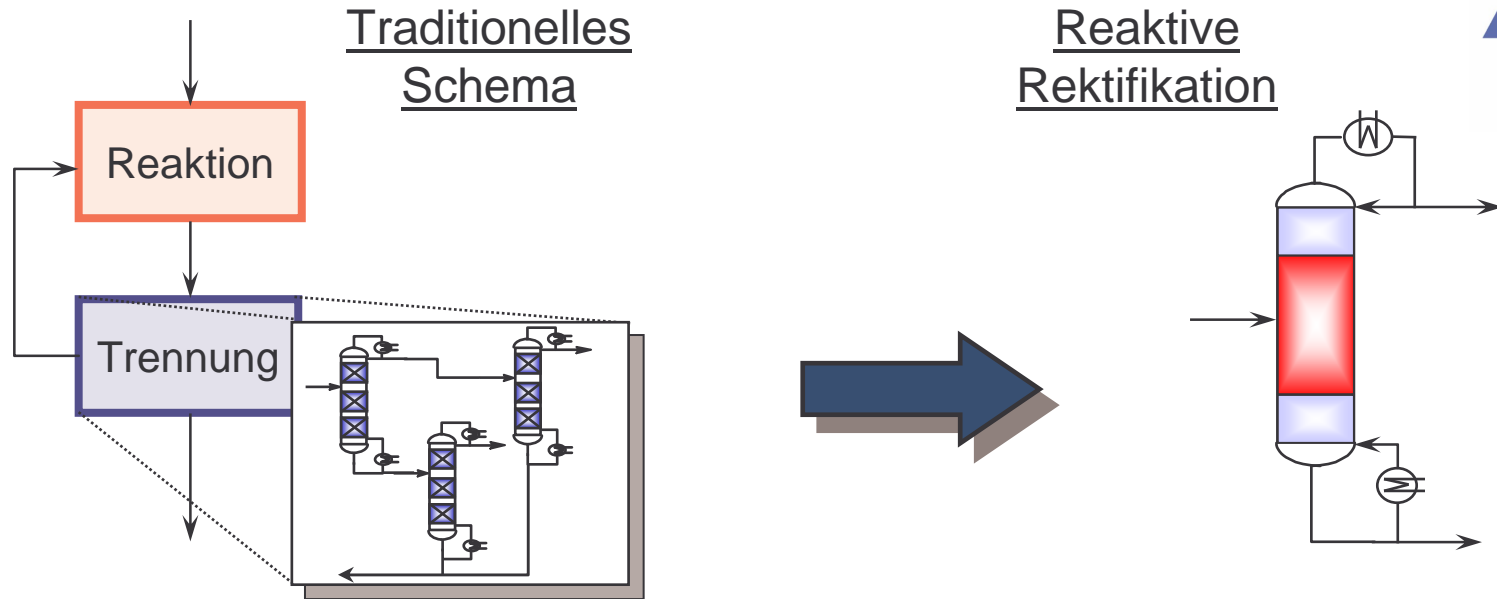 Traditionelles
Schema
Reaktive
Rektifikation
Reaktion
Trennung